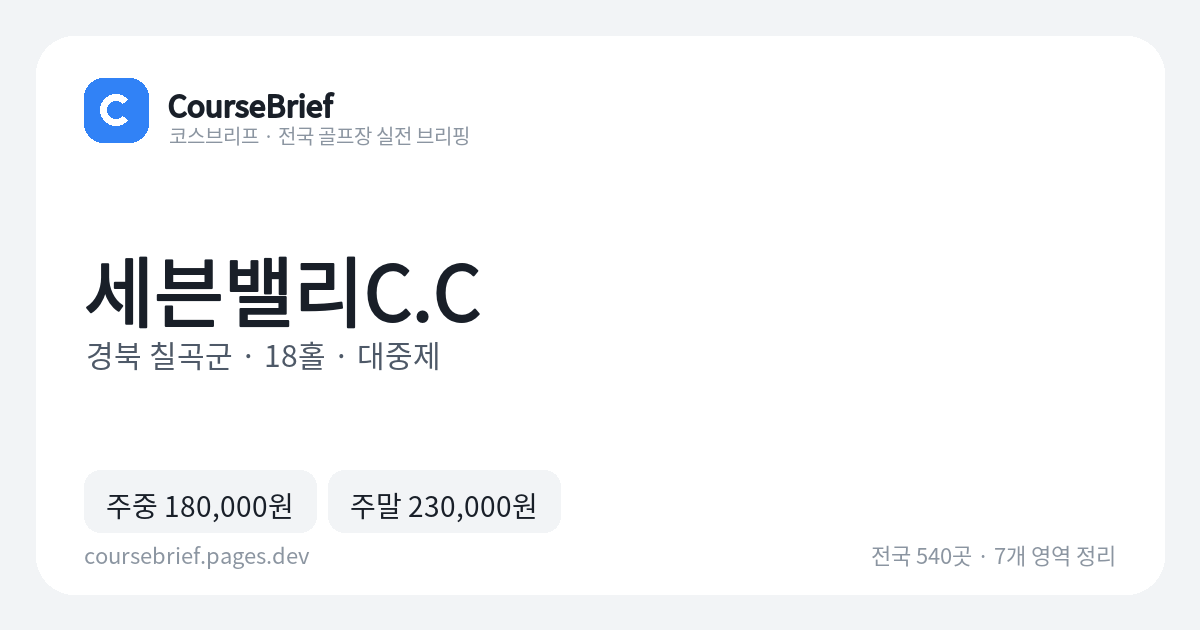 C
CourseBrief
코스브리프 · 전국 골프장 실전 브리핑
세븐밸리C.C
경북 칠곡군 · 18홀 · 대중제
주중 180,000원
주말 230,000원
coursebrief.pages.dev
전국 540곳 · 7개 영역 정리